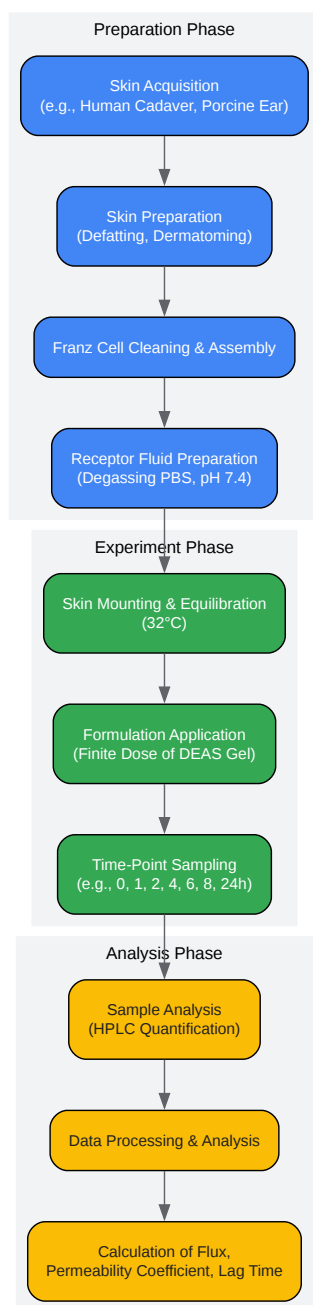 Preparation Phase
Skin Acquisition
(e.g., Human Cadaver, Porcine Ear)
Skin Preparation
(Defatting, Dermatoming)
Franz Cell Cleaning & Assembly
Receptor Fluid Preparation
(Degassing PBS, pH 7.4)
Experiment Phase
Skin Mounting & Equilibration
(32°C)
Formulation Application
(Finite Dose of DEAS Gel)
Time-Point Sampling
(e.g., 0, 1, 2, 4, 6, 8, 24h)
Analysis Phase
Sample Analysis
(HPLC Quantification)
Data Processing & Analysis
Calculation of Flux,
Permeability Coefficient, Lag Time